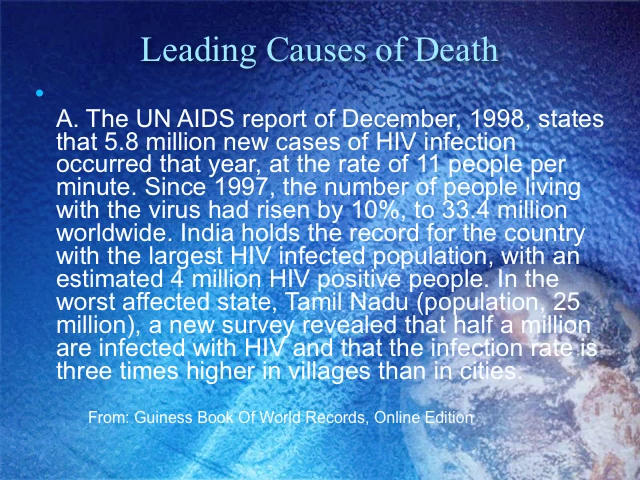 Leading Causes of Death
•
A. The UN AIDS report of December, 1998, states
that 5.8 million new cases of HIV infection
occurred that year, at the rate of 11 people per
minute. Since 1997, the number of people living
with the virus had risen by 10%, to 33.4 million
worldwide. India holds the record for the country
with the largest HIV infected population, with an
estimated 4 million HIV positive people. In the
worst affected state, Tamil Nadu (population, 25
million), a new survey revealed that half a million
are infected with HIV and that the infection rate is
three times higher in villages than in cities.
From: Guiness Book Of World Records, Online Edition